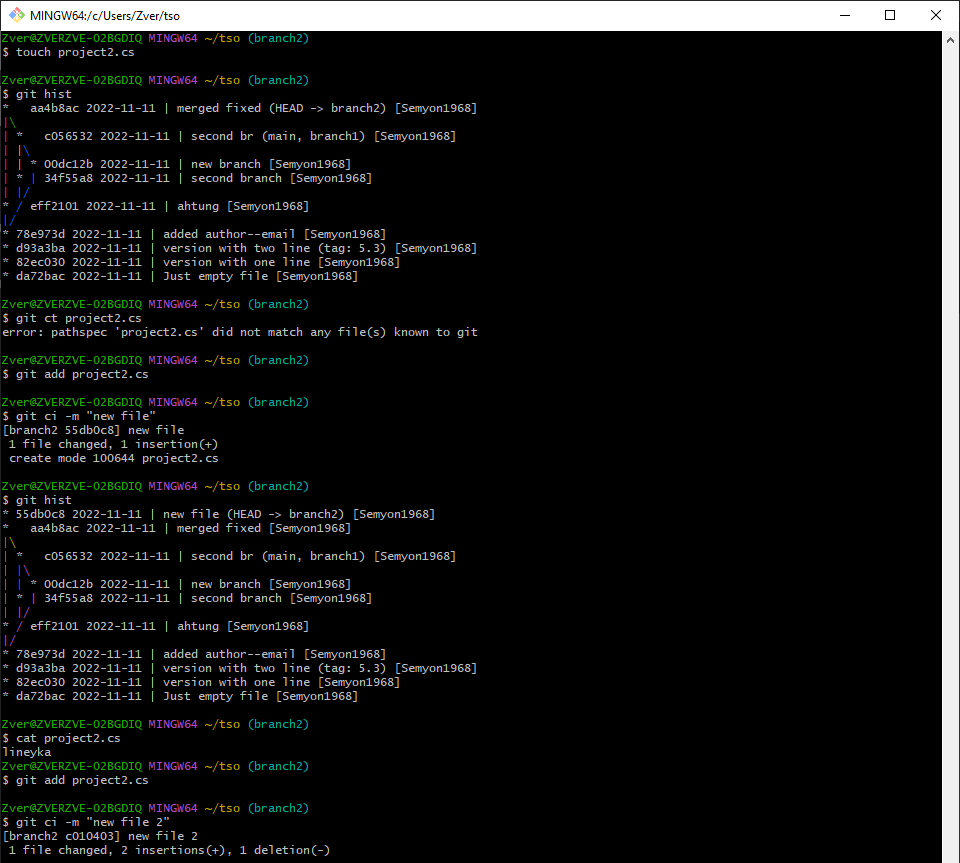 MINGW64:/c/Users/Zver/tso
Zver@ZVERZVE-O2BGDIQ MINGW64 ~/tso (branch2)
$ touch project2.cs
Zver@ZVERZVE-O2BGDIQ MINGW64 ~/tso (branch2)
$ git hist
*   aa4b8ac 2022-11-11 | merged fixed (HEAD -> branch2) [Semyon1968]
|\
| *   c056532 2022-11-11 | second br (main, branch1) [Semyon1968]
| |\
| | * 00dc12b 2022-11-11 | new branch [Semyon1968]
| * | 34f55a8 2022-11-11 | second branch [Semyon1968]
| |/
* / eff2101 2022-11-11 | ahtung [Semyon1968]
|/
* 78e973d 2022-11-11 | added author--email [Semyon1968]
* d93a3ba 2022-11-11 | version with two line (tag: 5.3) [Semyon1968]
* 82ec030 2022-11-11 | version with one line [Semyon1968]
* da72bac 2022-11-11 | Just empty file [Semyon1968]
Zver@ZVERZVE-O2BGDIQ MINGW64 ~/tso (branch2)
$ git ct project2.cs
error: pathspec 'project2.cs' did not match any file(s) known to git
Zver@ZVERZVE-O2BGDIQ MINGW64 ~/tso (branch2)
$ git add project2.cs
Zver@ZVERZVE-O2BGDIQ MINGW64 ~/tso (branch2)
$ git ci -m "new file"
[branch2 55db0c8] new file
 1 file changed, 1 insertion(+)
 create mode 100644 project2.cs
Zver@ZVERZVE-O2BGDIQ MINGW64 ~/tso (branch2)
$ git hist
* 55db0c8 2022-11-11 | new file (HEAD -> branch2) [Semyon1968]
*   aa4b8ac 2022-11-11 | merged fixed [Semyon1968]
|\
| *   c056532 2022-11-11 | second br (main, branch1) [Semyon1968]
| |\
| | * 00dc12b 2022-11-11 | new branch [Semyon1968]
| * | 34f55a8 2022-11-11 | second branch [Semyon1968]
| |/
* / eff2101 2022-11-11 | ahtung [Semyon1968]
|/
* 78e973d 2022-11-11 | added author--email [Semyon1968]
* d93a3ba 2022-11-11 | version with two line (tag: 5.3) [Semyon1968]
* 82ec030 2022-11-11 | version with one line [Semyon1968]
* da72bac 2022-11-11 | Just empty file [Semyon1968]
Zver@ZVERZVE-O2BGDIQ MINGW64 ~/tso (branch2)
$ cat project2.cs
lineyka
Zver@ZVERZVE-O2BGDIQ MINGW64 ~/tso (branch2)
$ git add project2.cs
Zver@ZVERZVE-O2BGDIQ MINGW64 ~/tso (branch2)
$ git ci -m "new file 2"
[branch2 c010403] new file 2
 1 file changed, 2 insertions(+), 1 deletion(-)